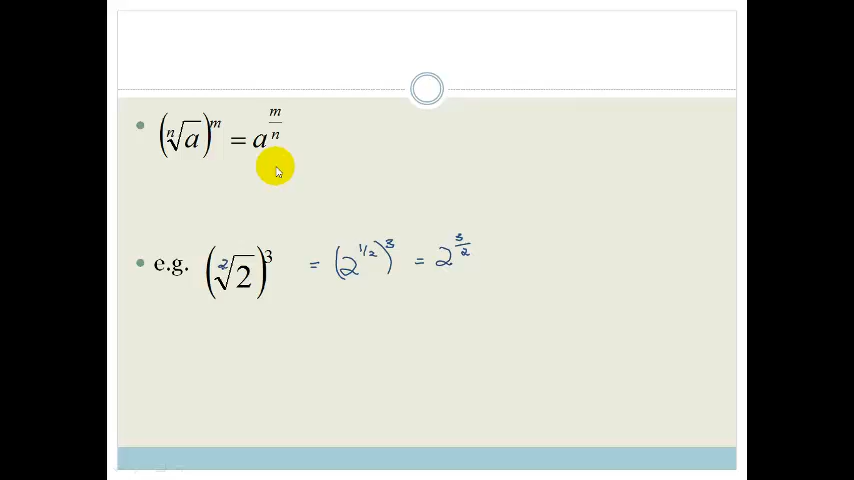 (ⁿ√a)ᵐ = a^(m/n)
e.g. (²√2)³ = (2^1/2)³ = 2^(3/2)